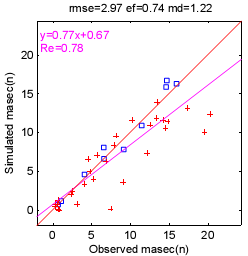 rmse=2.97 ef=0.74 md=1.22
y=0.77x+0.67
Re=0.78
Simulated masec(n)
20
15
10
5
0
0 5 10 15 20
Observed masec(n)